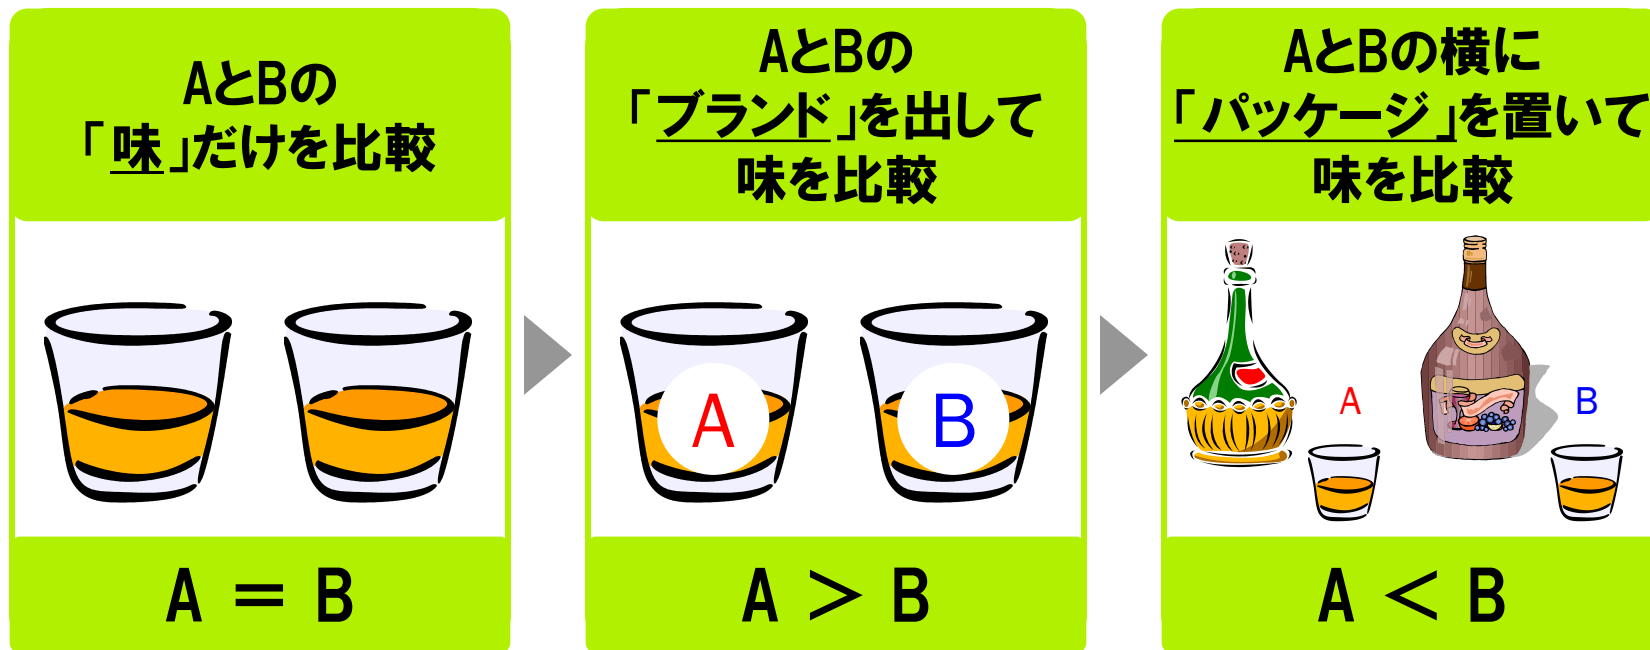 AとBの
「味」だけを比較
A = B
AとBの
「ブランド」を出して
味を比較
A
B
A > B
AとBの横に
「パッケージ」を置いて
味を比較
A
B
A < B